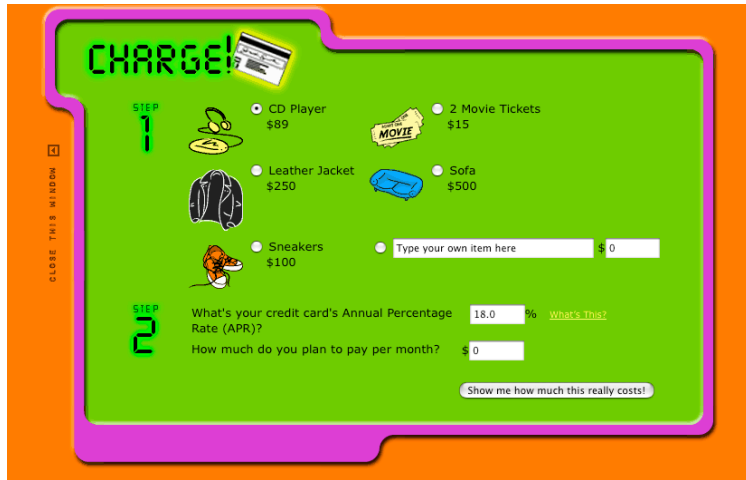 CHARGE!
STEP
1
CD Player
$89
2 Movie Tickets
$15
MOVIE
Leather Jacket
$250
Sofa
$500
Sneakers
$100
Type your own item here
$ 0
CLOSE THIS WINDOW
STEP
2
What's your credit card's Annual Percentage
Rate (APR)?
18.0 %
What's This?
How much do you plan to pay per month?
$ 0
Show me how much this really costs!